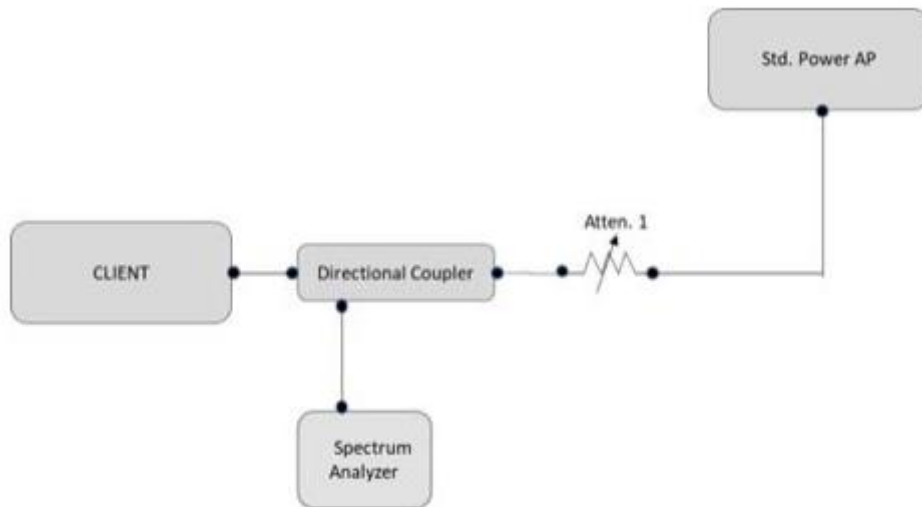 Std. Power AP
Atten. 1
CLIENT
Directional Coupler
Spectrum
Analyzer